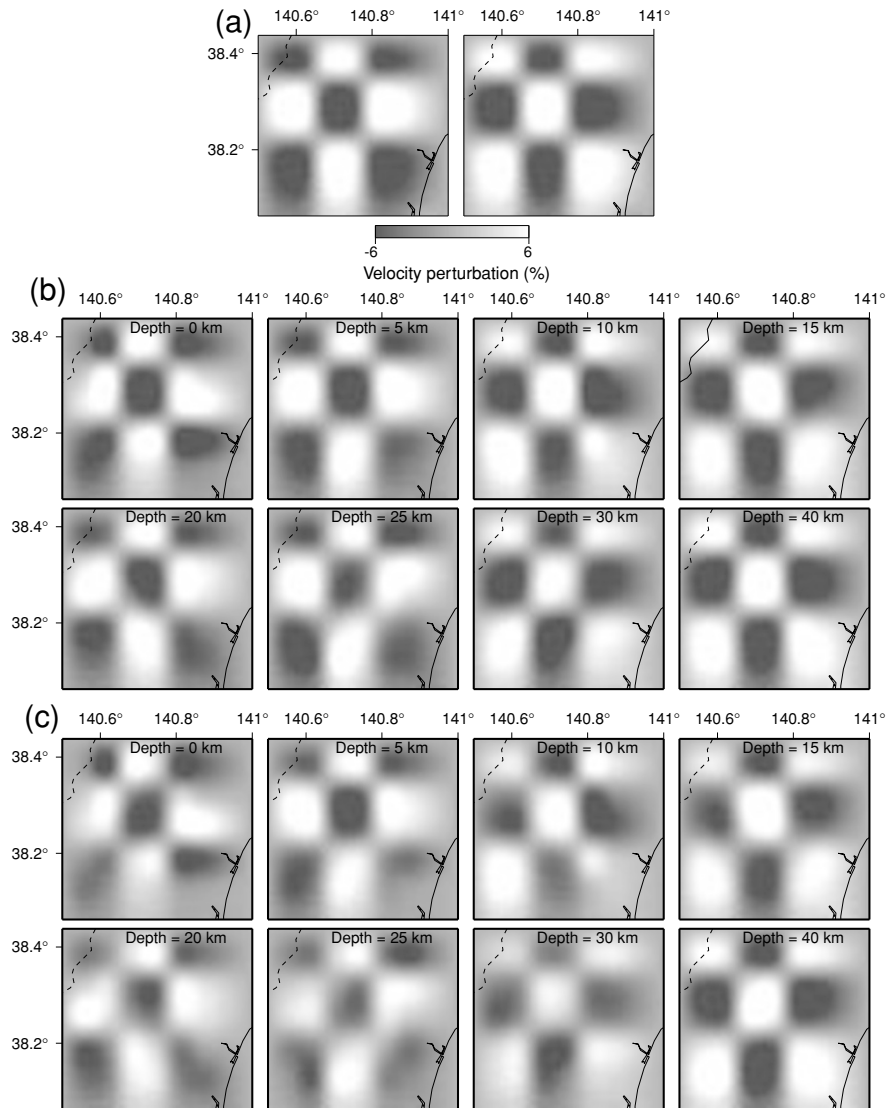 (a)
140.6° 140.8° 141°
38.4°
38.2°
-6 6
Velocity perturbation (%)
(b)
140.6° 140.8° 141° 140.6° 140.8° 141° 140.6° 140.8° 141° 140.6° 140.8° 141°
38.4°
Depth = 0 km Depth = 5 km Depth = 10 km Depth = 15 km
38.2°
38.4°
Depth = 20 km Depth = 25 km Depth = 30 km Depth = 40 km
38.2°
(c)
140.6° 140.8° 141° 140.6° 140.8° 141° 140.6° 140.8° 141° 140.6° 140.8° 141°
38.4°
Depth = 0 km Depth = 5 km Depth = 10 km Depth = 15 km
38.2°
38.4°
Depth = 20 km Depth = 25 km Depth = 30 km Depth = 40 km
38.2°